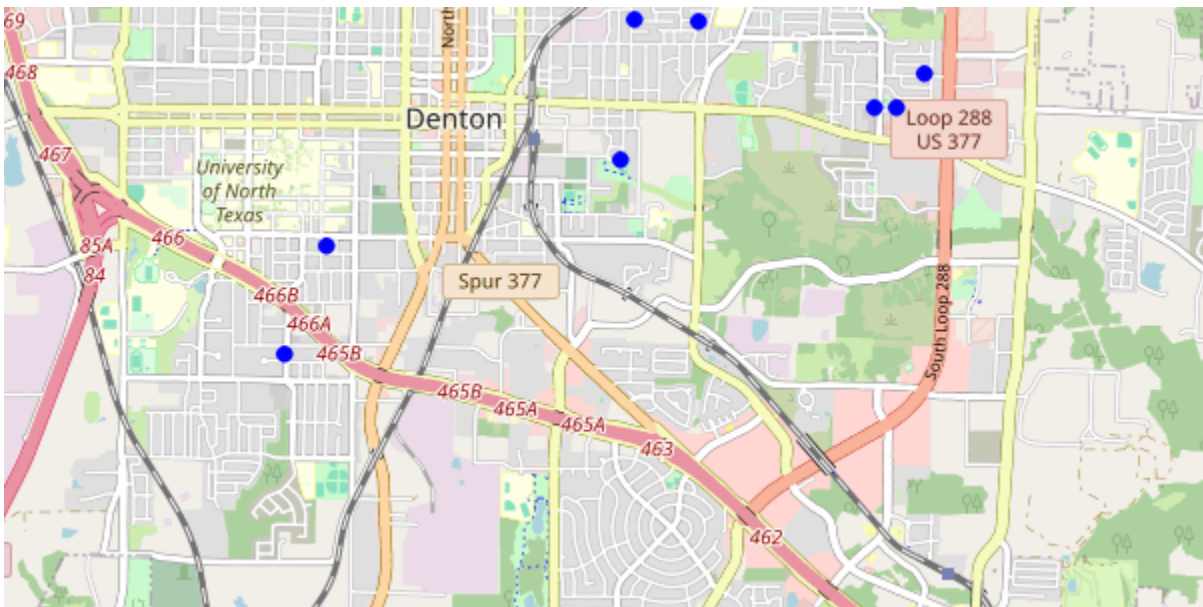 69
North
468
Loop 288
US 377
Denton
467
University
of North
Texas
466
85A
84
Spur 377
466B
466A
South Loop 288
465B
465B
465A
465A
463
462